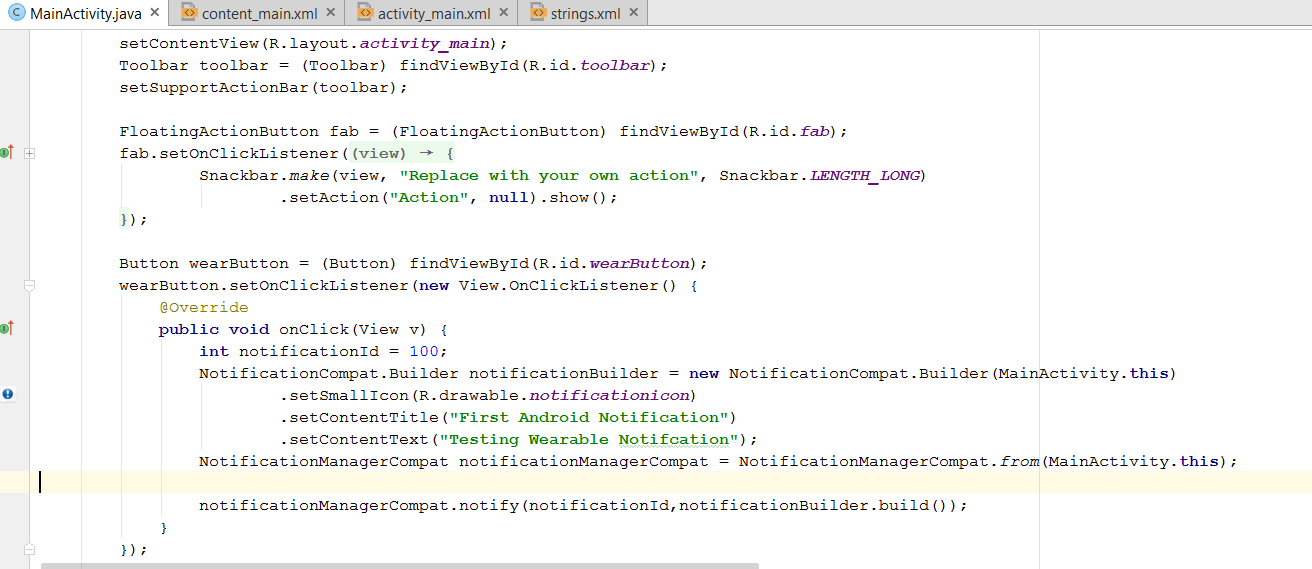 MainActivity.java × content_main.xml × activity_main.xml × strings.xml ×
setContentView(R.layout.activity_main);
Toolbar toolbar = (Toolbar) findViewById(R.id.toolbar);
setSupportActionBar(toolbar);
FloatingActionButton fab = (FloatingActionButton) findViewById(R.id.fab);
fab.setOnClickListener((view) → {
Snackbar.make(view, "Replace with your own action", Snackbar.LENGTH_LONG)
.setAction("Action", null).show();
});
Button wearButton = (Button) findViewById(R.id.wearButton);
wearButton.setOnClickListener(new View.OnClickListener() {
@Override
public void onClick(View v) {
int notificationId = 100;
NotificationCompat.Builder notificationBuilder = new NotificationCompat.Builder(MainActivity.this)
.setSmallIcon(R.drawable.notificationicon)
.setContentTitle("First Android Notification")
.setContentText("Testing Wearable Notifcation");
NotificationManagerCompat notificationManagerCompat = NotificationManagerCompat.from(MainActivity.this);
notificationManagerCompat.notify(notificationId,notificationBuilder.build());
}
});